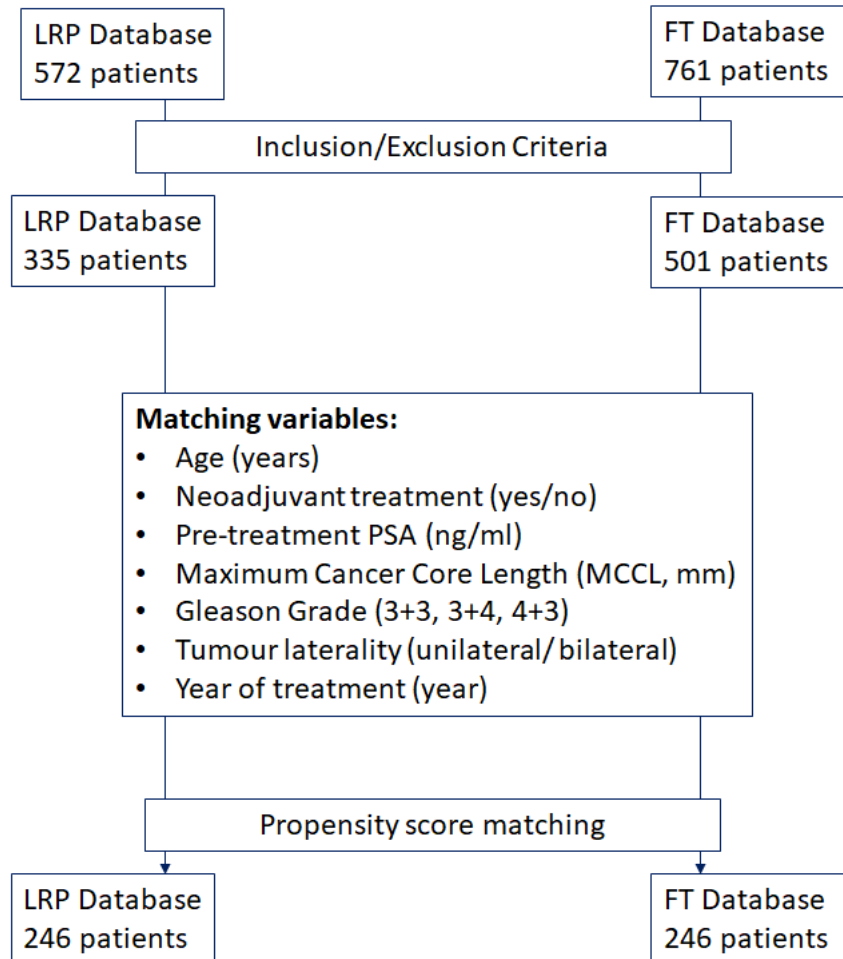 LRP Database
572 patients
FT Database
761 patients
Inclusion/Exclusion Criteria
LRP Database
335 patients
FT Database
501 patients
Matching variables:
• Age (years)
• Neoadjuvant treatment (yes/no)
• Pre-treatment PSA (ng/ml)
• Maximum Cancer Core Length (MCCL, mm)
• Gleason Grade (3+3, 3+4, 4+3)
• Tumour laterality (unilateral/ bilateral)
• Year of treatment (year)
Propensity score matching
LRP Database
246 patients
FT Database
246 patients